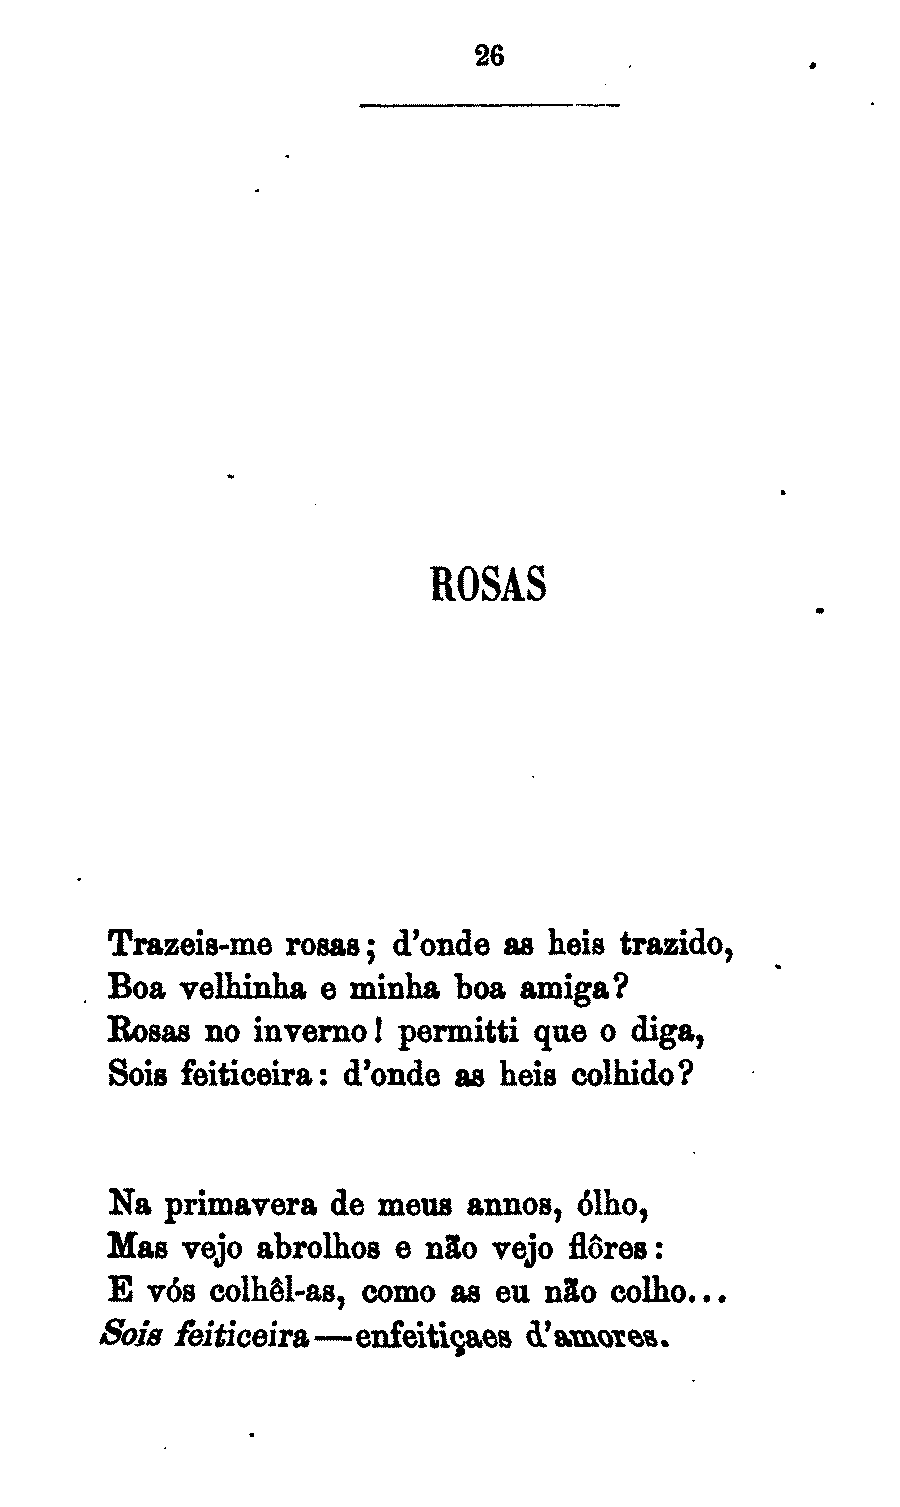 26
ROSAS
Trazeis-me rosas; d'onde as heis trazido,
Boa velhinha e minha boa amiga?
Rosas no inverno! permitti que o diga,
Sois feiticeira: d'onde as heis colhido?
Na primavera de meus annos, ólho,
Mas vejo abrolhos e não vejo flôres:
E vós colhêl-as, como as eu não colho...
Sois feiticeira—enfeitiçaes d'amores.